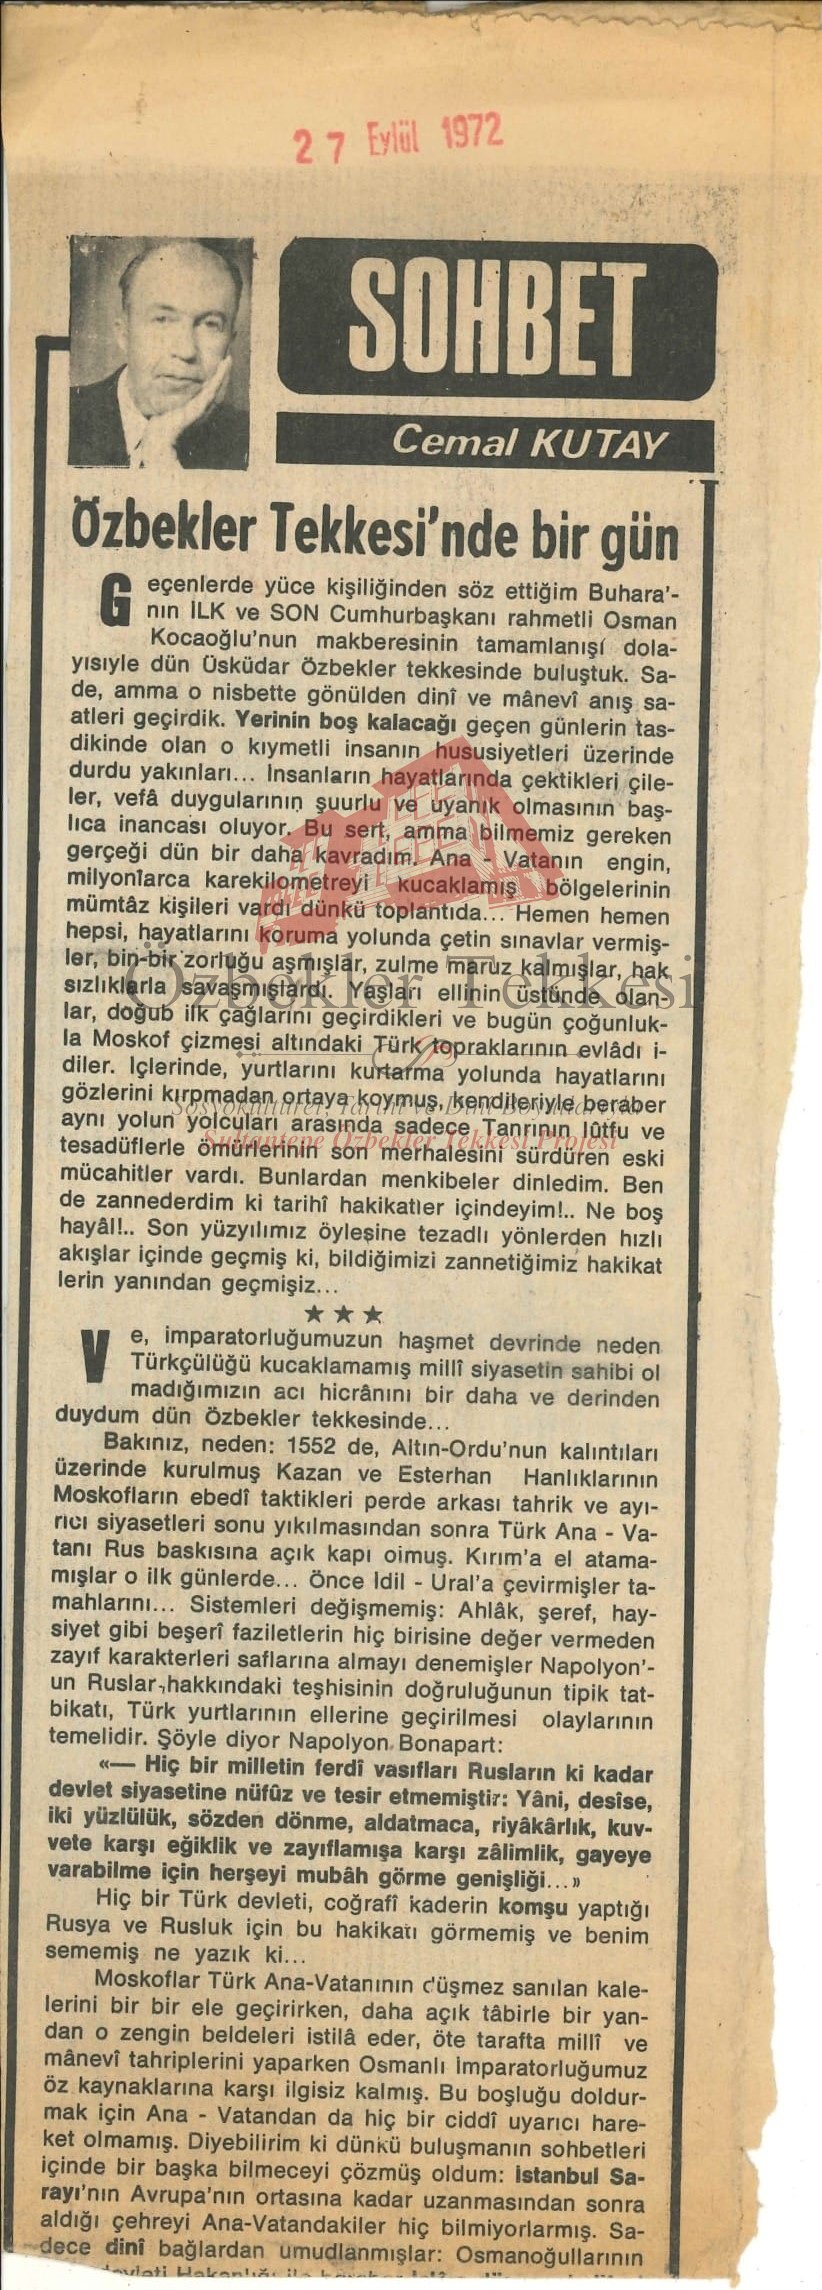 27 Eylül 1972
SOHBET
Cemal KUTAY
Özbekler Tekkesi'nde bir gün
Geçenlerde yüce kişiliğinden söz ettiğim Buhara'-
nın İLK ve SON Cumhurbaşkanı rahmetli Osman
Kocaoğlu'nun makberesinin tamamlanışı dola-
yısiyle dün Üsküdar Özbekler tekkesinde buluştuk. Sa-
de, amma o nisbette gönülden dinî ve mânevî anış sa-
atleri geçirdik. Yerinin boş kalacağı geçen günlerin tas-
dikinde olan o kıymetli insanın hususiyetleri üzerinde
durdu yakınları... İnsanların hayatlarında çektikleri çile-
ler, vefâ duygularının şuurlu ve uyanık olmasının baş-
lıca inancası oluyor. Bu sert, amma bilmemiz gereken
gerçeği dün bir daha kavradım. Ana - Vatanın engin,
milyonlarca karekilometreyi kucaklamış bölgelerinin
mümtâz kişileri vardı dünkü toplantıda... Hemen hemen
hepsi, hayatlarını koruma yolunda çetin sınavlar vermiş-
ler, bin-bir zorluğu aşmışlar, zulme maruz kalmışlar, hak
sızlıklarla savaşmışlardı. Yaşları ellinin üstünde olan-
lar, doğub ilk çağlarını geçirdikleri ve bugün çoğunluk-
la Moskof çizmesi altındaki Türk topraklarının evlâdı i-
diler. İçlerinde, yurtlarını kurtarma yolunda hayatlarını
gözlerini kırpmadan ortaya koymuş, kendileriyle beraber
aynı yolun yolcuları arasında sadece Tanrının lûtfu ve
tesadüflerle ömürlerinin son merhalesini sürdüren eski
mücahitler vardı. Bunlardan menkibeler dinledim. Ben
de zannederdim ki tarihî hakikatler içindeyim!.. Ne boş
hayâl!.. Son yüzyılımız öylesine tezadlı yönlerden hızlı
akışlar içinde geçmiş ki, bildiğimizi zannetiğimiz hakikat
lerin yanından geçmişiz...
★★★
Ve, imparatorluğumuzun haşmet devrinde neden
Türkçülüğü kucaklamamış millî siyasetin sahibi ol
madığımızın acı hicrânını bir daha ve derinden
duydum dün Özbekler tekkesinde...
Bakınız, neden: 1552 de, Altın-Ordu'nun kalıntıları
üzerinde kurulmuş Kazan ve Esterhan Hanlıklarının
Moskofların ebedî taktikleri perde arkası tahrik ve ayı-
rıcı siyasetleri sonu yıkılmasından sonra Türk Ana - Va-
tanı Rus baskısına açık kapı olmuş. Kırım'a el atama-
mışlar o ilk günlerde... Önce İdil - Ural'a çevirmişler ta-
mahlarını... Sistemleri değişmemiş: Ahlâk, şeref, hay-
siyet gibi beşerî faziletlerin hiç birisine değer vermeden
zayıf karakterleri saflarına almayı denemişler Napolyon'-
un Ruslar hakkındaki teşhisinin doğruluğunun tipik tat-
bikatı, Türk yurtlarının ellerine geçirilmesi olaylarının
temelidir. Şöyle diyor Napolyon Bonapart:
«— Hiç bir milletin ferdî vasıfları Rusların ki kadar
devlet siyasetine nüfûz ve tesir etmemiştir: Yâni, desîse,
iki yüzlülük, sözden dönme, aldatmaca, riyâkârlık, kuv-
vete karşı eğiklik ve zayıflamışa karşı zâlimlik, gayeye
varabilme için herşeyi mubâh görme genişliği...»
Hiç bir Türk devleti, coğrafî kaderin komşu yaptığı
Rusya ve Rusluk için bu hakikatı görmemiş ve benim
sememiş ne yazık ki...
Moskoflar Türk Ana-Vatanının düşmez sanılan kale-
lerini bir bir ele geçirirken, daha açık tâbirle bir yan-
dan o zengin beldeleri istilâ eder, öte tarafta millî ve
mânevî tahriplerini yaparken Osmanlı İmparatorluğumuz
öz kaynaklarına karşı ilgisiz kalmış. Bu boşluğu doldur-
mak için Ana - Vatandan da hiç bir ciddî uyarıcı hare-
ket olmamış. Diyebilirim ki dünkü buluşmanın sohbetleri
içinde bir başka bilmeceyi çözmüş oldum: İstanbul Sa-
rayı'nın Avrupa'nın ortasına kadar uzanmasından sonra
aldığı çehreyi Ana-Vatandakiler hiç bilmiyorlarmış. Sa-
dece dinî bağlardan umudlanmışlar: Osmanoğullarının
Özbekler Tekkesi
Sosyokültürel, Tarihi ve Dini Boyutlarıyla
Sultantepe Özbekler Tekkesi Projesi